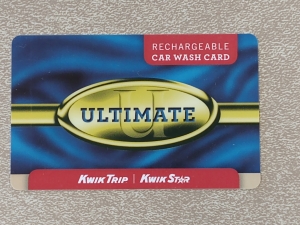 RECHARGEABLE
CAR WASH CARD
U
ULTIMATE
KWIK TRIP | KWIK STAR